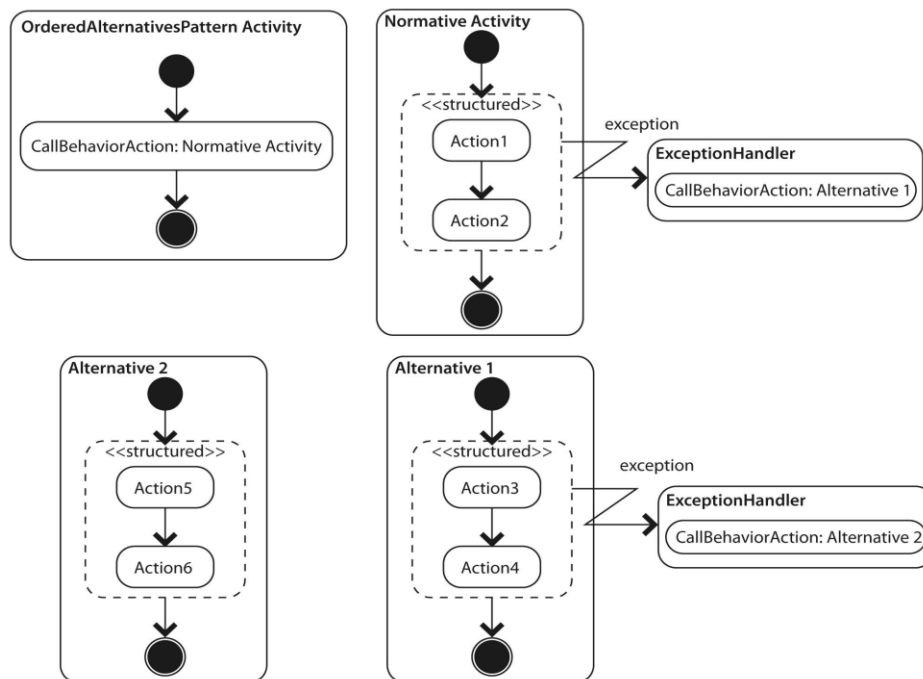 OrderedAlternativesPattern Activity
CallBehaviorAction: Normative Activity
Normative Activity
<<structured>>
Action1
Action2
exception
ExceptionHandler
CallBehaviorAction: Alternative 1
Alternative 2
<<structured>>
Action5
Action6
Alternative 1
<<structured>>
Action3
Action4
exception
ExceptionHandler
CallBehaviorAction: Alternative 2